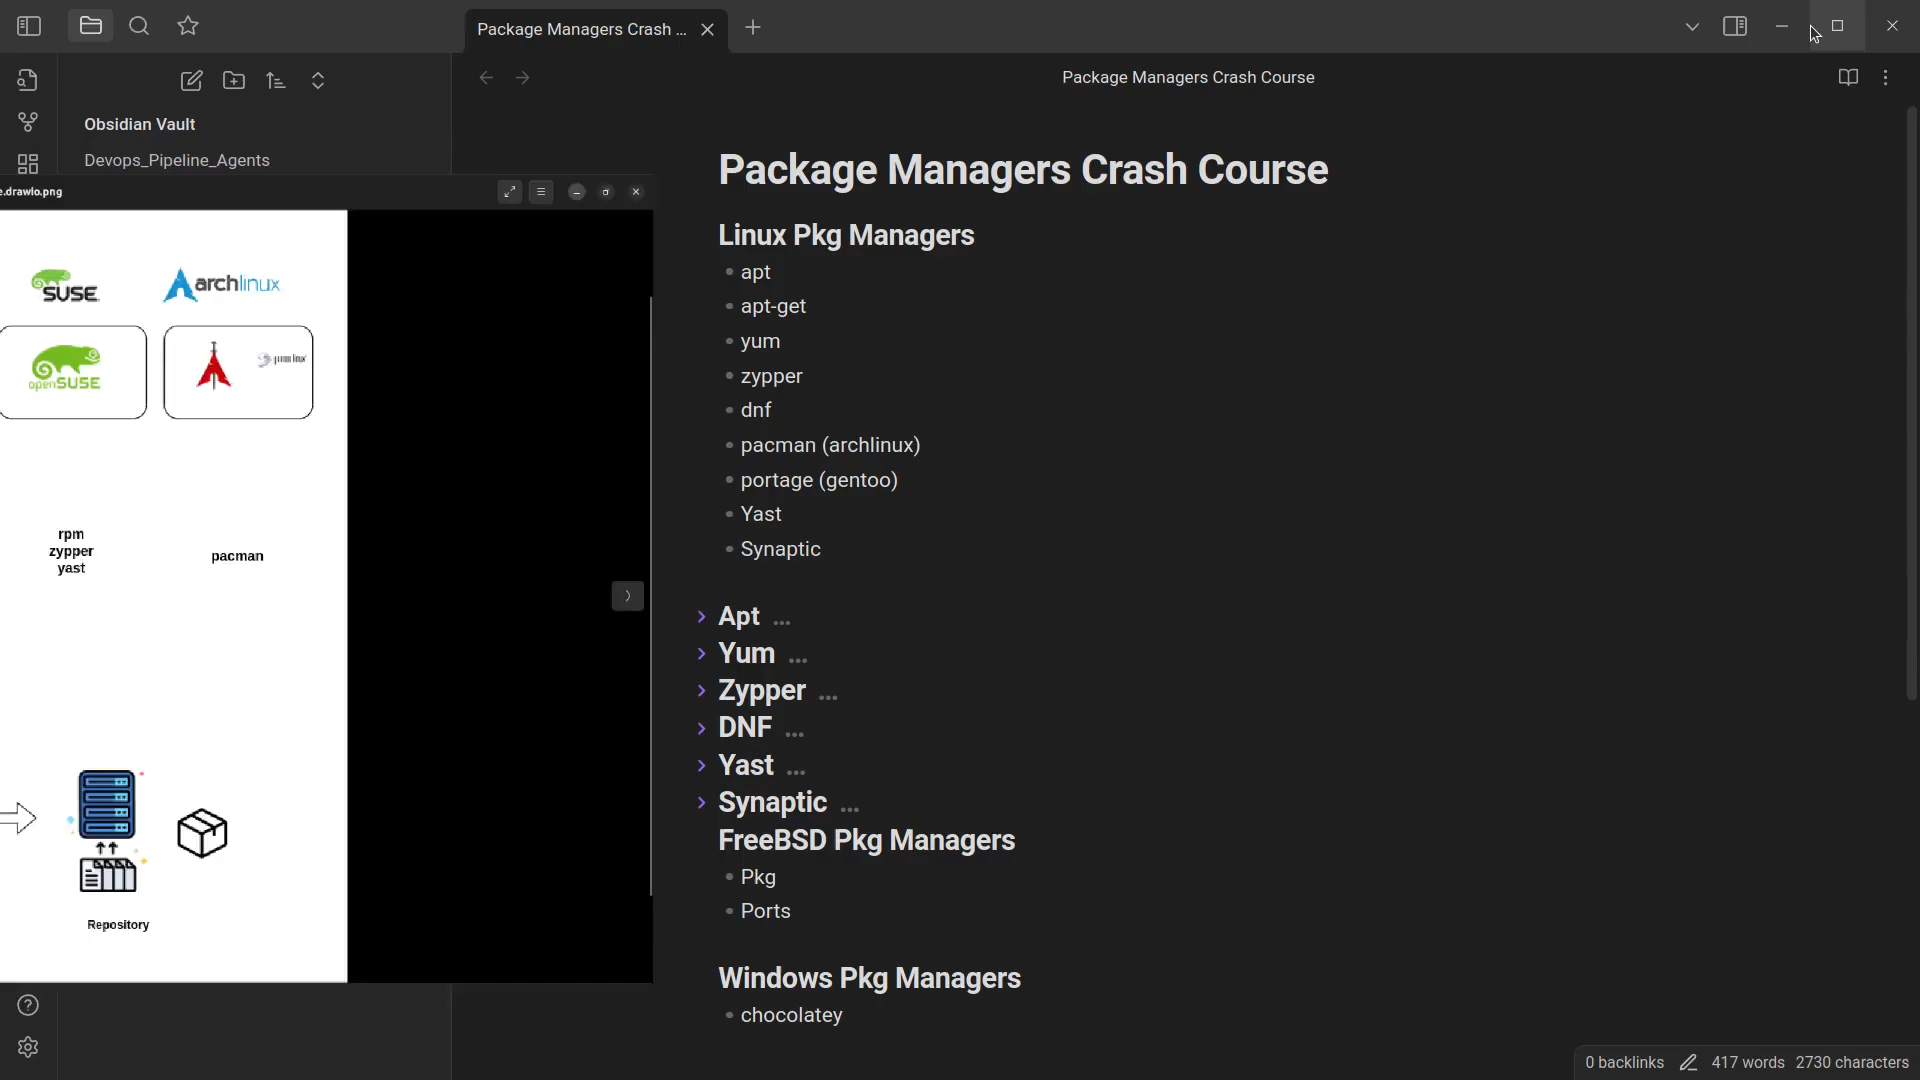 Package Managers Crash ...
Package Managers Crash Course
Obsidian Vault
Devops_Pipeline_Agents
e.drawio.png
SUSE
archlinux
openSUSE
rpm
zypper
yast
pacman
Repository
Package Managers Crash Course
Linux Pkg Managers
apt
apt-get
yum
zypper
dnf
pacman (archlinux)
portage (gentoo)
Yast
Synaptic
Apt ...
Yum ...
Zypper ...
DNF ...
Yast ...
Synaptic ...
FreeBSD Pkg Managers
Pkg
Ports
Windows Pkg Managers
chocolatey
0 backlinks 417 words 2730 characters